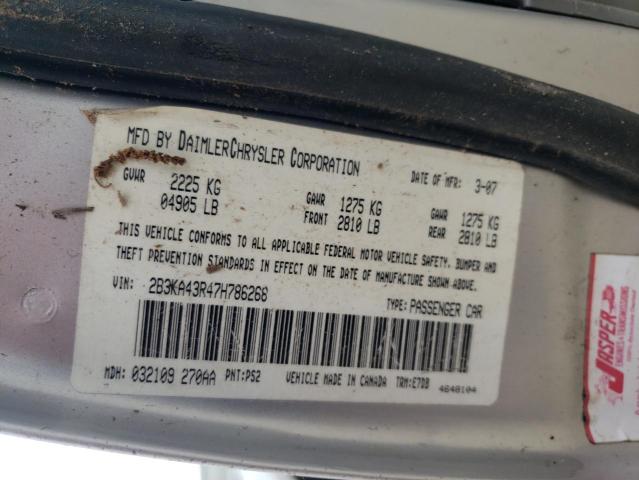 MFD BY DAIMLERCHRYSLER CORPORATION
DATE OF MFR: 3-07
GVWR 2225 KG
04905 LB
GAWR 1275 KG
FRONT 2810 LB
GAWR 1275 KG
REAR 2810 LB
THIS VEHICLE CONFORMS TO ALL APPLICABLE FEDERAL MOTOR VEHICLE SAFETY, BUMPER AND
THEFT PREVENTION STANDARDS IN EFFECT ON THE DATE OF MANUFACTURE SHOWN ABOVE.
VIN: 2B3KA43R47H786268
TYPE: PASSENGER CAR
MDH: 032109 270AA PNT: PS2 VEHICLE MADE IN CANADA TRM: E7DB
4648104
JASPER
ENGINES & TRANSMISSIONS